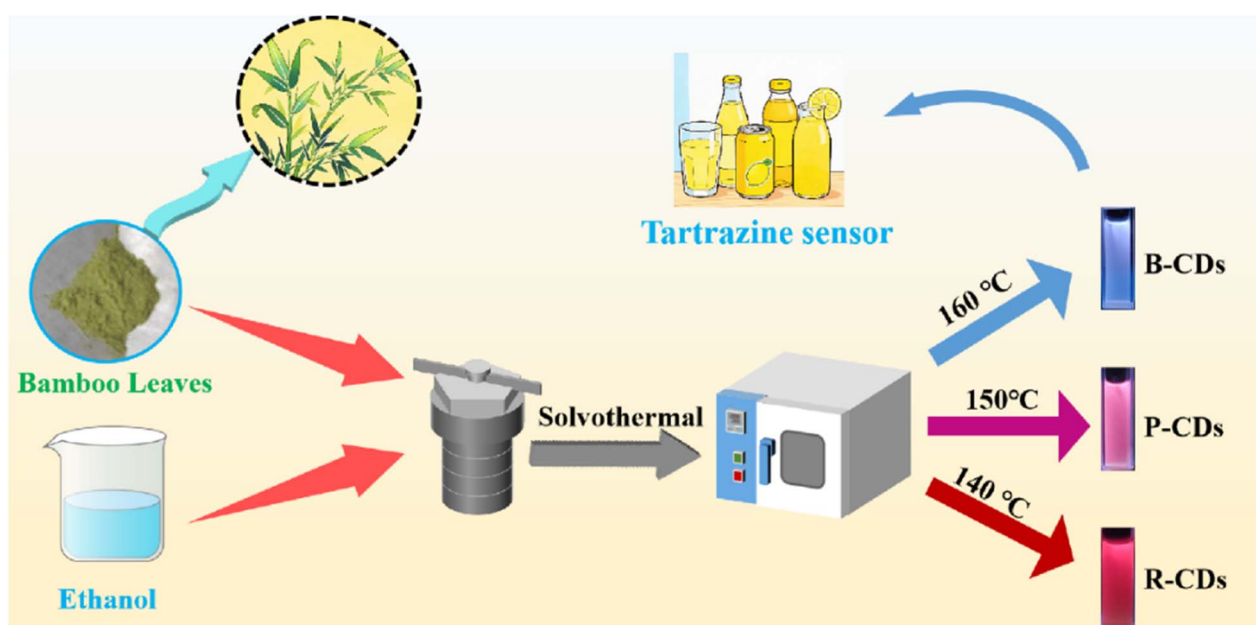 Bamboo Leaves
Ethanol
Solvothermal
Tartrazine sensor
160 °C
150°C
140 °C
B-CDs
P-CDs
R-CDs